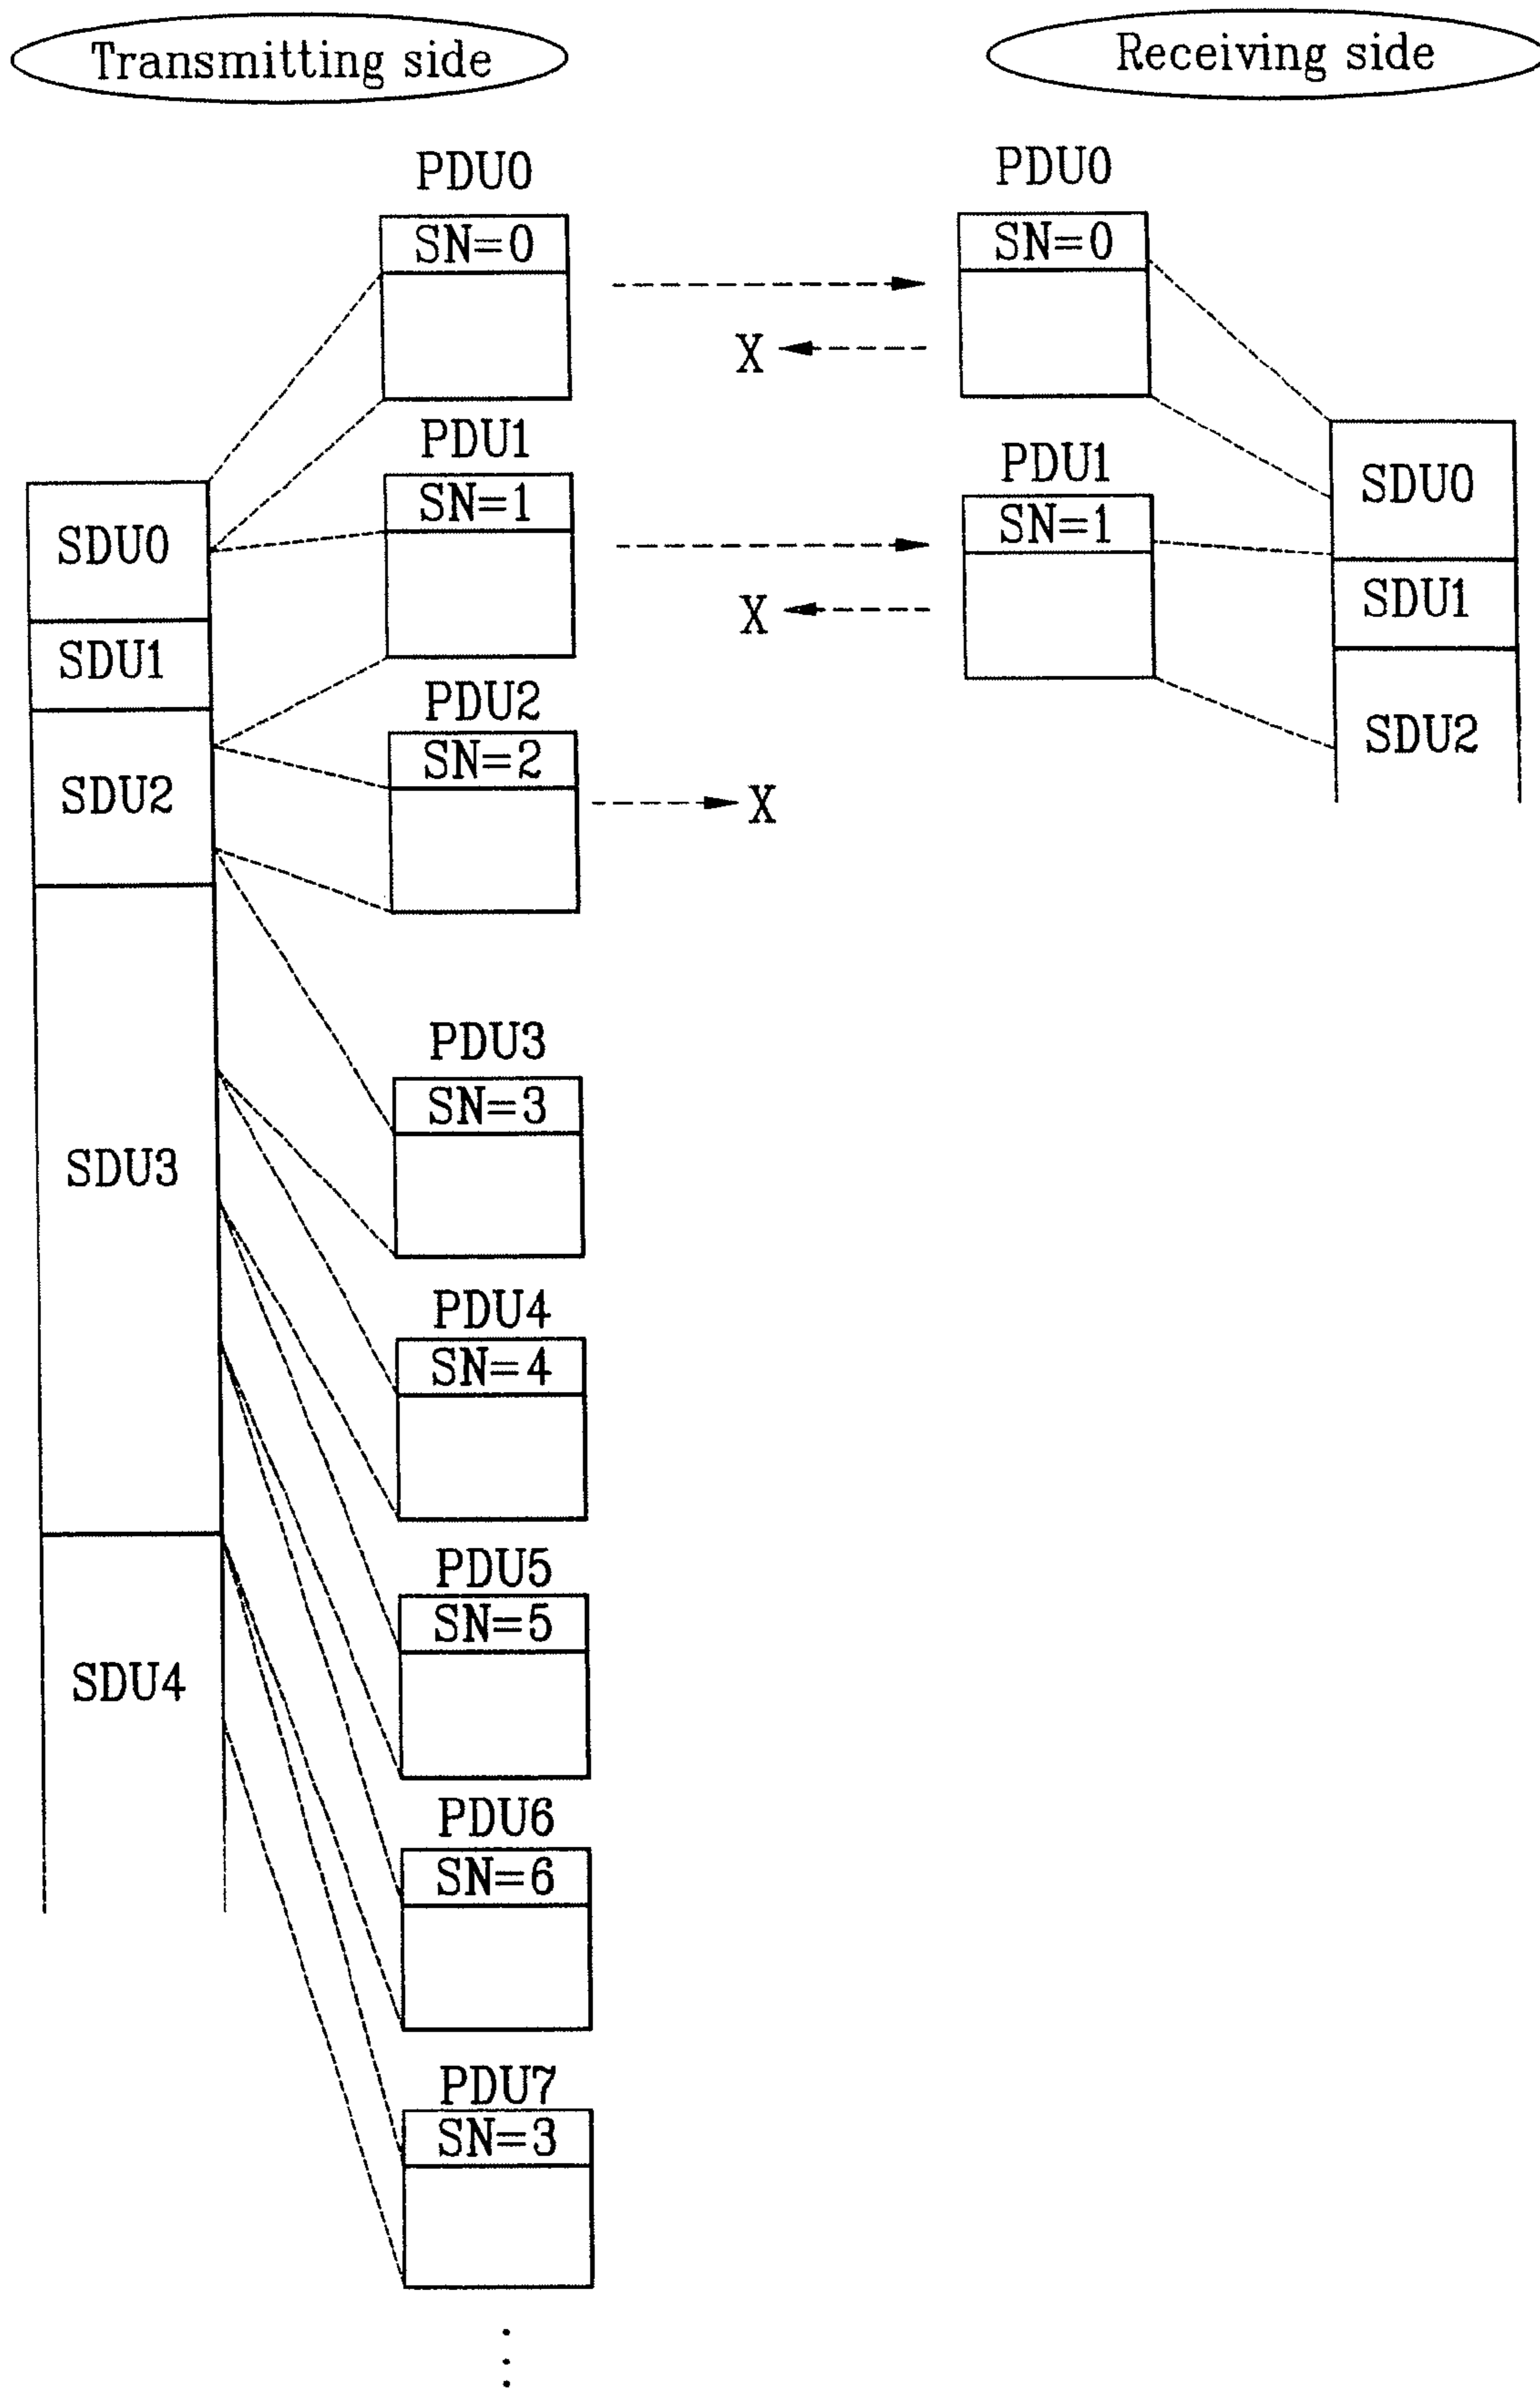 Transmitting side
Receiving side
PDU0
SN=0
PDU0
SN=0
X
PDU1
SN=1
PDU1
SN=1
X
SDU0
SDU1
SDU2
SDU0
SDU1
SDU2
PDU2
SN=2
X
SDU3
PDU3
SN=3
PDU4
SN=4
PDU5
SN=5
SDU4
PDU6
SN=6
PDU7
SN=3